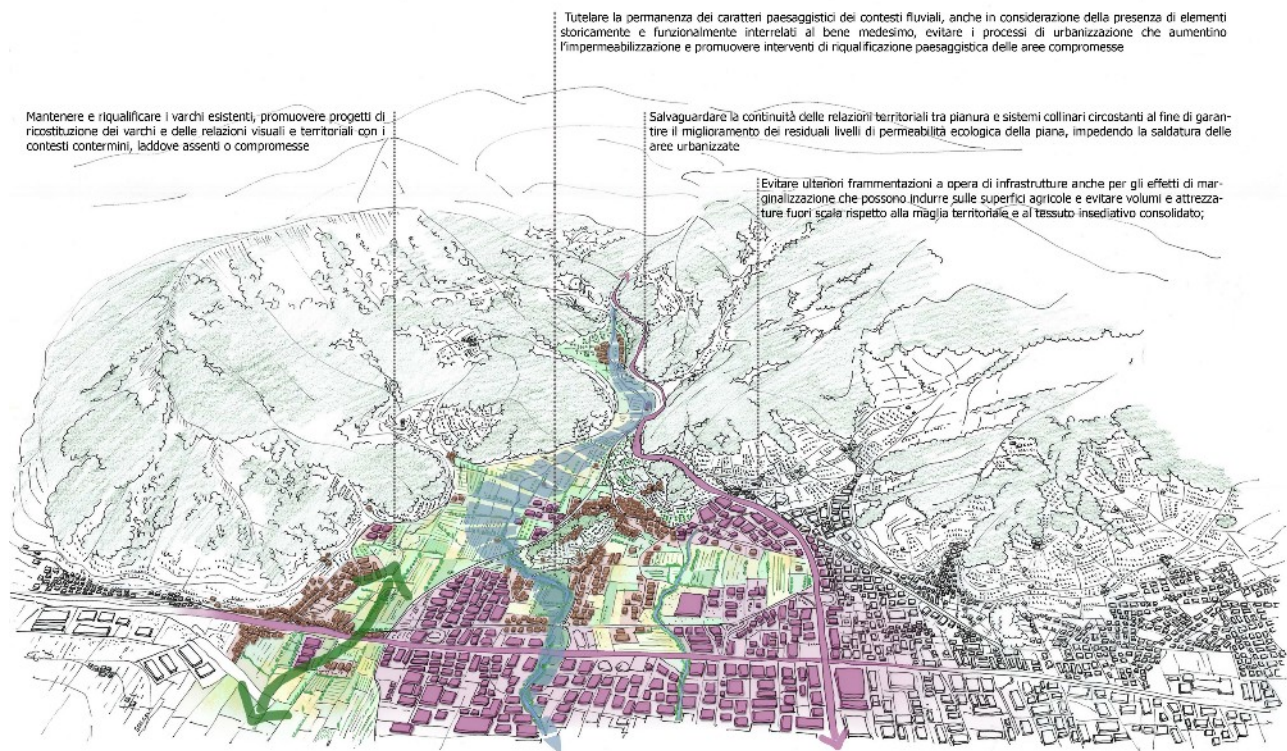 Tutelare la permanenza dei caratteri paesaggistici dei contesti fluviali, anche in considerazione della presenza di elementi
storicamente e funzionalmente interrelati al bene medesimo, evitare i processi di urbanizzazione che aumentino
l'impermeabilizzazione e promuovere interventi di riqualificazione paesaggistica delle aree compromesse
Mantenere e riqualificare i varchi esistenti, promuovere progetti di
ricostituzione dei varchi e delle relazioni visuali e territoriali con i
contesti contermini, laddove assenti o compromesse
Salvaguardare la continuità delle relazioni territoriali tra pianura e sistemi collinari circostanti al fine di garan-
tire il miglioramento dei residuali livelli di permeabilità ecologica della piana, impedendo la saldatura delle
aree urbanizzate
Evitare ulteriori frammentazioni a opera di infrastrutture anche per gli effetti di mar-
ginalizzazione che possono indurre sulle superfici agricole e evitare volumi e attrezza-
ture fuori scala rispetto alla maglia territoriale e al tessuto insediativo consolidato;